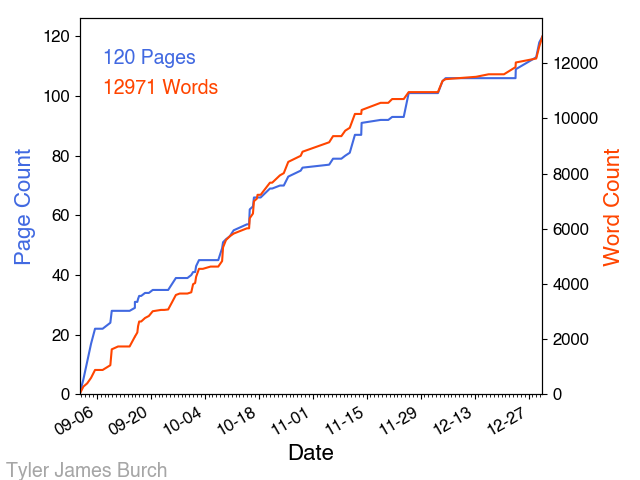 120 Pages
12971 Words
120
100
80
60
40
20
0
Page Count
12000
10000
8000
6000
4000
2000
0
Word Count
09-06 09-20 10-04 10-18 11-01 11-15 11-29 12-13 12-27
Date
Tyler James Burch